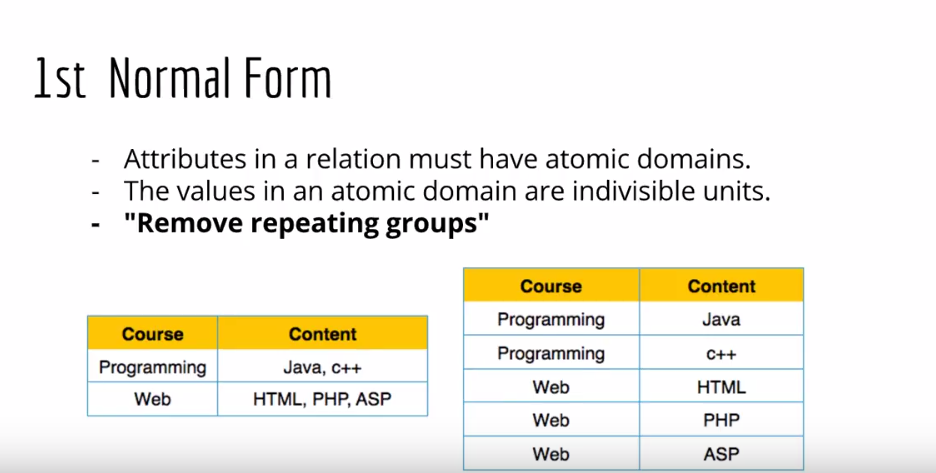 1st Normal Form
- Attributes in a relation must have atomic domains.
- The values in an atomic domain are indivisible units.
- "Remove repeating groups"
Course Content
Programming Java, c++
Web HTML, PHP, ASP
Course Content
Programming Java
Programming c++
Web HTML
Web PHP
Web ASP